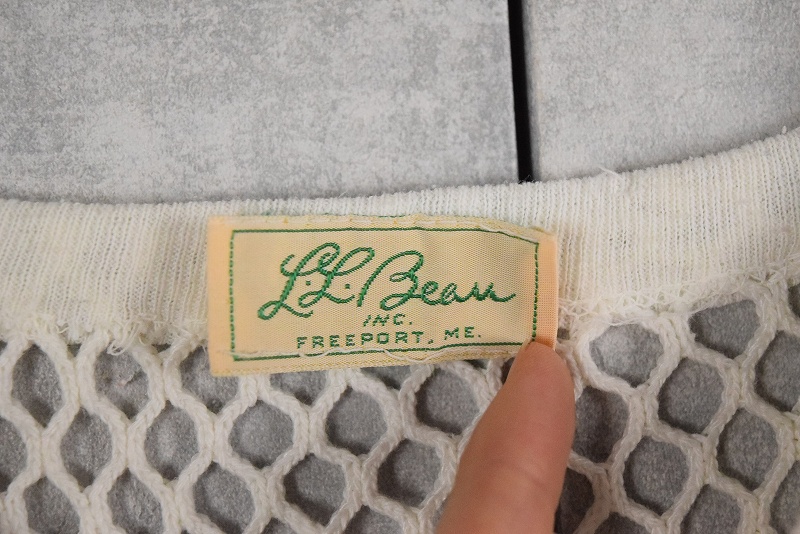 L.L. Bean
INC.
FREEPORT, ME.